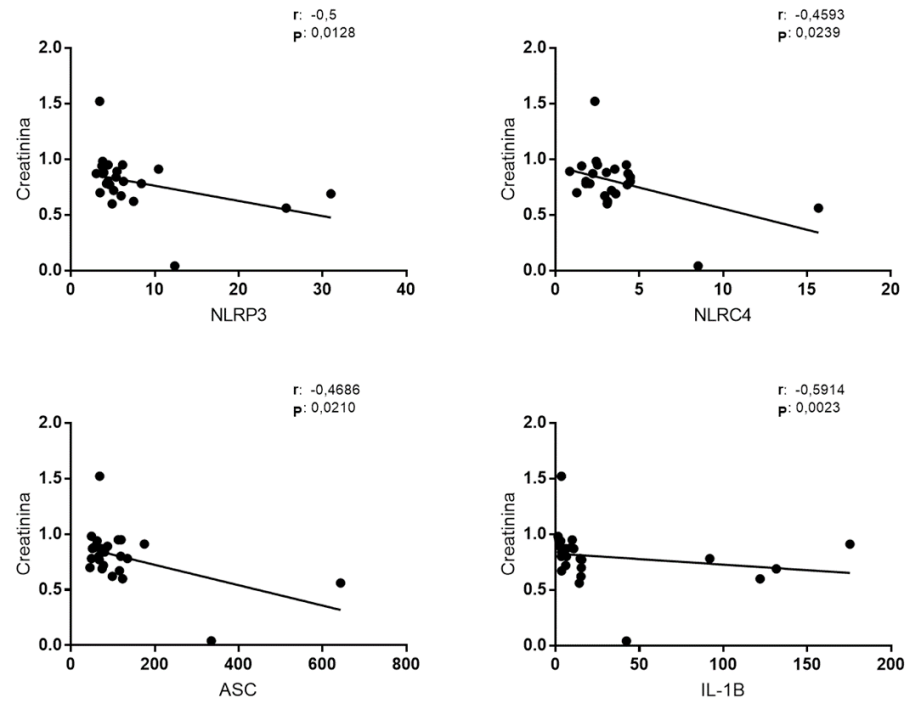 r: -0,5
P: 0,0128
2.0
1.5
1.0
0.5
0.0
Creatinina
0 10 20 30 40
NLRP3
r: -0,4593
P: 0,0239
2.0
1.5
1.0
0.5
0.0
Creatinina
0 5 10 15 20
NLRC4
r: -0,4686
P: 0,0210
2.0
1.5
1.0
0.5
0.0
Creatinina
0 200 400 600 800
ASC
r: -0,5914
P: 0,0023
2.0
1.5
1.0
0.5
0.0
Creatinina
0 50 100 150 200
IL-1B